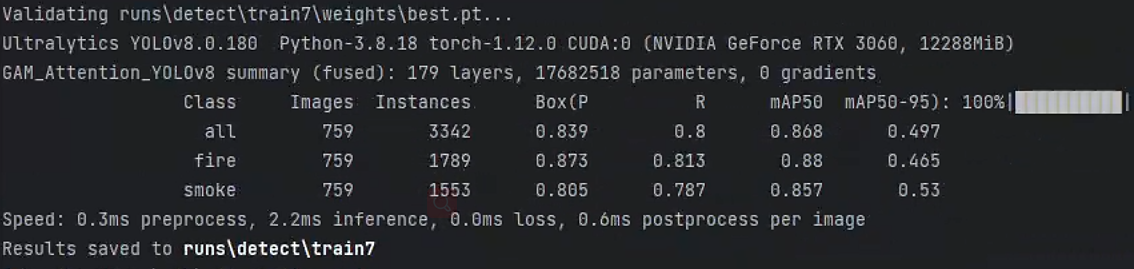 Validating runs\detect\train7\weights\best.pt...
Ultralytics YOLOv8.0.180  Python-3.8.18 torch-1.12.0 CUDA:0 (NVIDIA GeForce RTX 3060, 12288MiB)
GAM_Attention_YOLOv8 summary (fused): 179 layers, 17682518 parameters, 0 gradients
Class Images Instances Box(P R mAP50 mAP50-95): 100%|
all 759 3342 0.839 0.8 0.868 0.497
fire 759 1789 0.873 0.813 0.88 0.465
smoke 759 1553 0.805 0.787 0.857 0.53
Speed: 0.3ms preprocess, 2.2ms inference, 0.0ms loss, 0.6ms postprocess per image
Results saved to runs\detect\train7